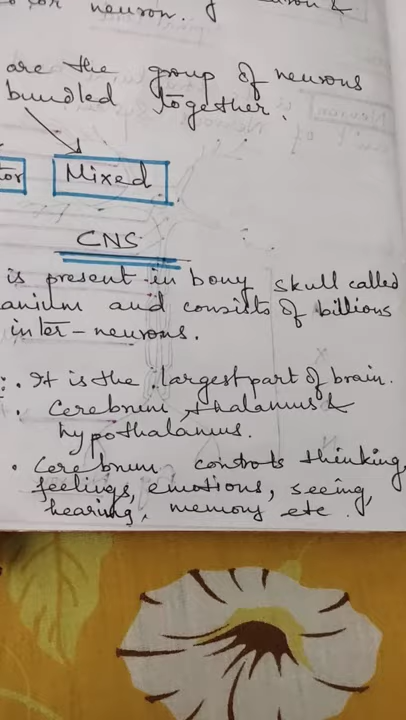 or neuron.
are the group of neurons
bundled together.
tor Mixed
CNS
is present in bony skull called
anium and consists of billions
inter-neurons.
:. It is the largest part of brain.
. Cerebrum, thalamus &
hypothalamus.
. Cerebrum controls thinking,
feelings, emotions, seeing,
hearing, memory etc.